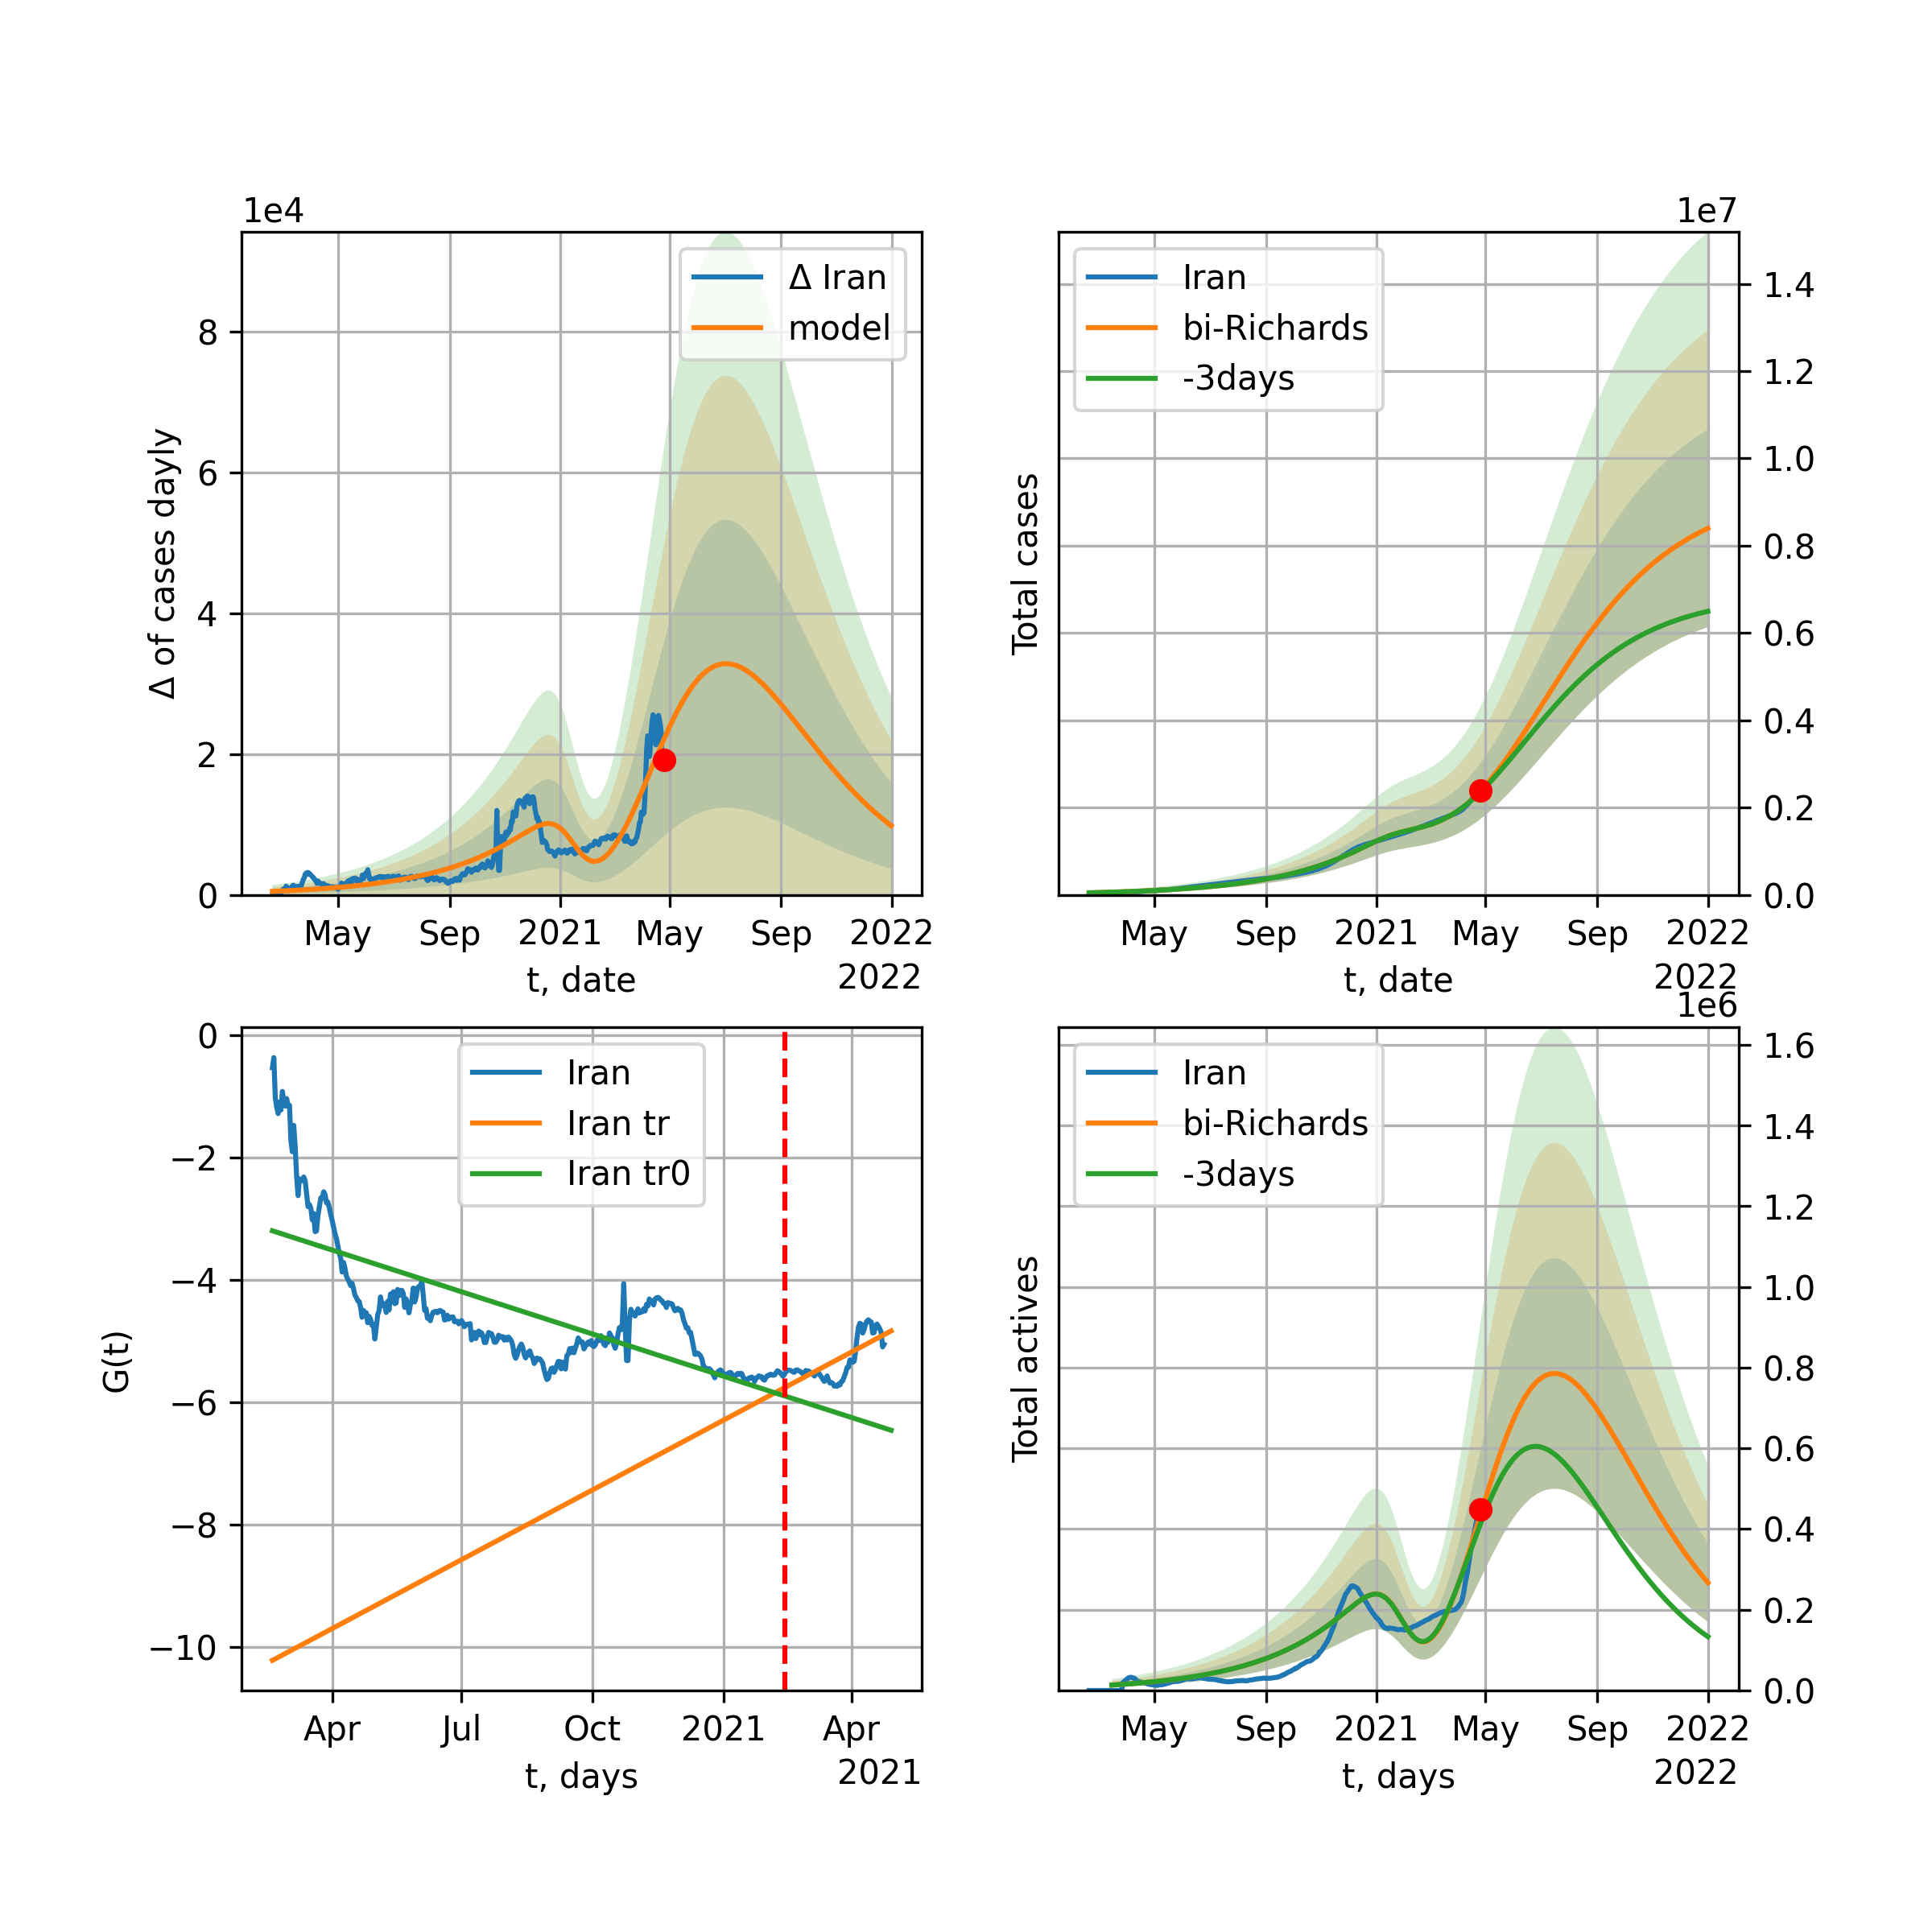 1e4
Δ of cases dayly
8
6
4
2
0
Δ Iran
model
May Sep 2021 May Sep 2022
t, date
2022
1e7
Total cases
Iran
bi-Richards
-3days
1.4
1.2
1.0
0.8
0.6
0.4
0.2
0.0
May Sep 2021 May Sep 2022
t, date
2022
G(t)
0
−2
−4
−6
−8
−10
Iran
Iran tr
Iran tr0
Apr Jul Oct 2021 Apr
t, days
2021
1e6
Total actives
Iran
bi-Richards
-3days
1.6
1.4
1.2
1.0
0.8
0.6
0.4
0.2
0.0
May Sep 2021 May Sep 2022
t, days
2022